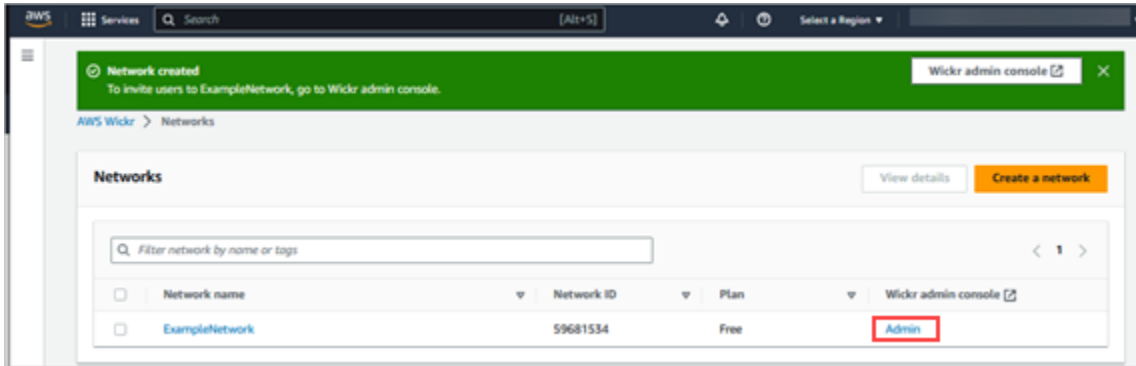 aws Services Search [Alt+S] Select a Region
Network created
To invite users to ExampleNetwork, go to Wickr admin console.
Wickr admin console
AWS Wickr > Networks
Networks View details Create a network
Filter network by name or tags < 1 >
Network name Network ID Plan Wickr admin console
ExampleNetwork 59681534 Free Admin